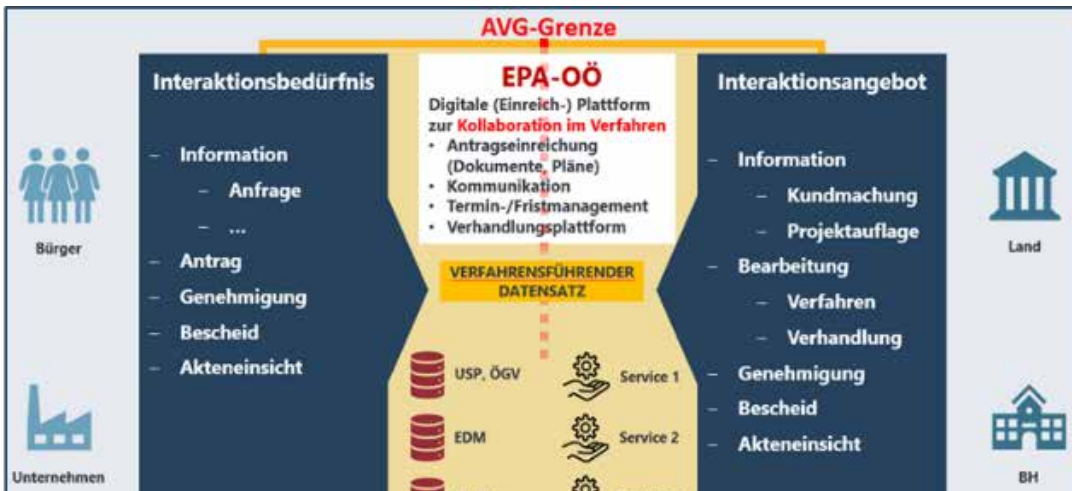 AVG-Grenze
Bürger
Unternehmen
Interaktionsbedürfnis
– Information
– Anfrage
– ...
– Antrag
– Genehmigung
– Bescheid
– Akteneinsicht
EPA-OÖ
Digitale (Einreich-) Plattform
zur Kollaboration im Verfahren
• Antragseinreichung
(Dokumente, Pläne)
• Kommunikation
• Termin-/Fristmanagement
• Verhandlungsplattform
VERFAHRENSFÜHRENDER
DATENSATZ
USP, ÖGV
Service 1
EDM
Service 2
Interaktionsangebot
– Information
– Kundmachung
– Projektauflage
– Bearbeitung
– Verfahren
– Verhandlung
– Genehmigung
– Bescheid
– Akteneinsicht
Land
BH